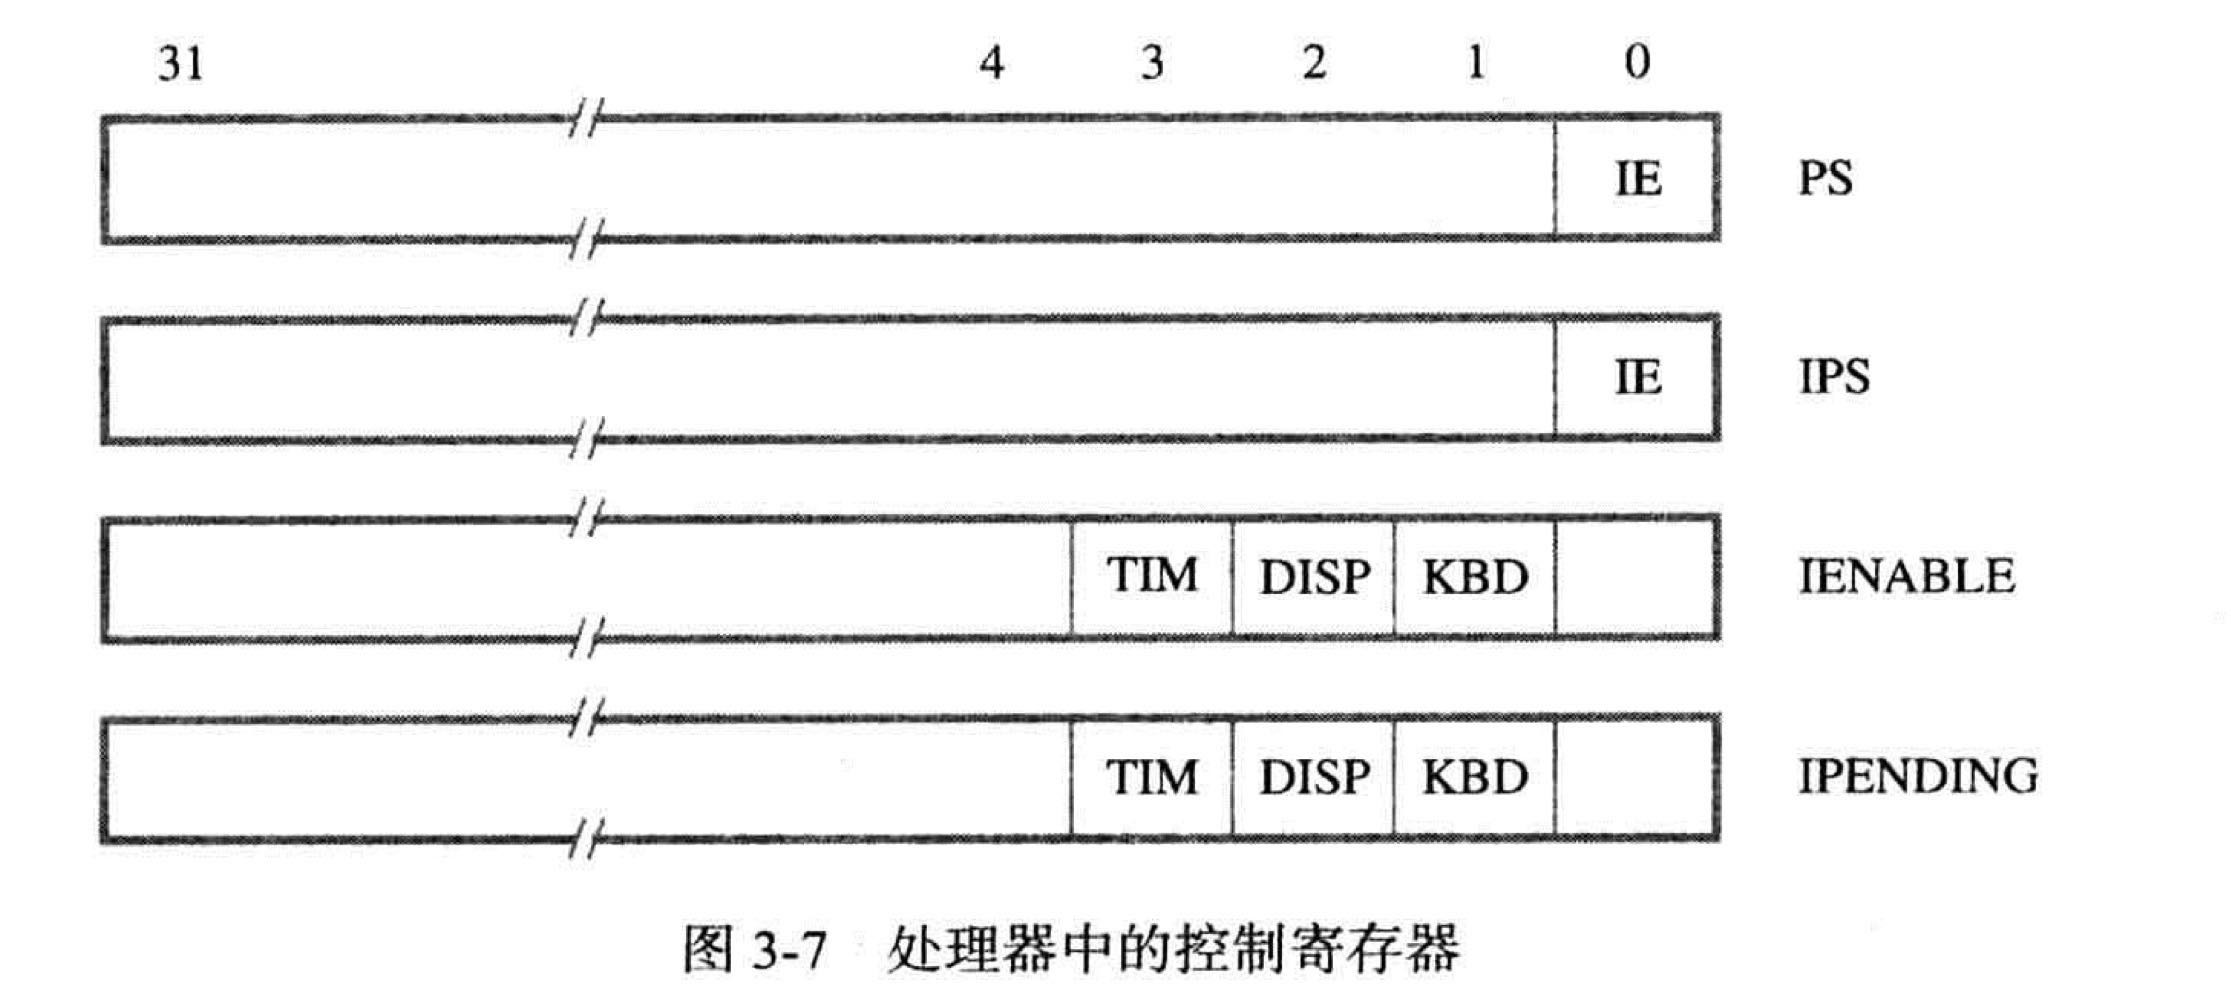 31 4 3 2 1 0
IE PS
IE IPS
TIM DISP KBD IENABLE
TIM DISP KBD IPENDING
图 3-7 处理器中的控制寄存器